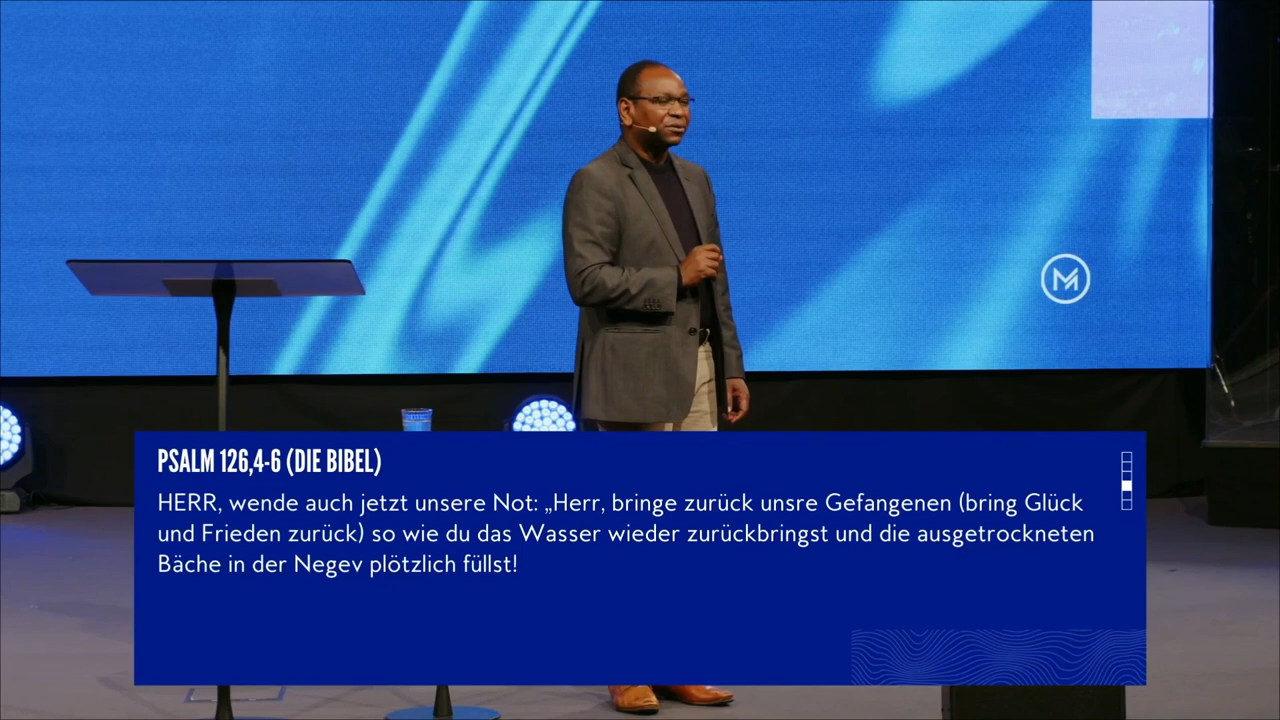 M
PSALM 126,4-6 (DIE BIBEL)
HERR, wende auch jetzt unsere Not: „Herr, bringe zurück unsre Gefangenen (bring Glück
und Frieden zurück) so wie du das Wasser wieder zurückbringst und die ausgetrockneten
Bäche in der Negev plötzlich füllst!